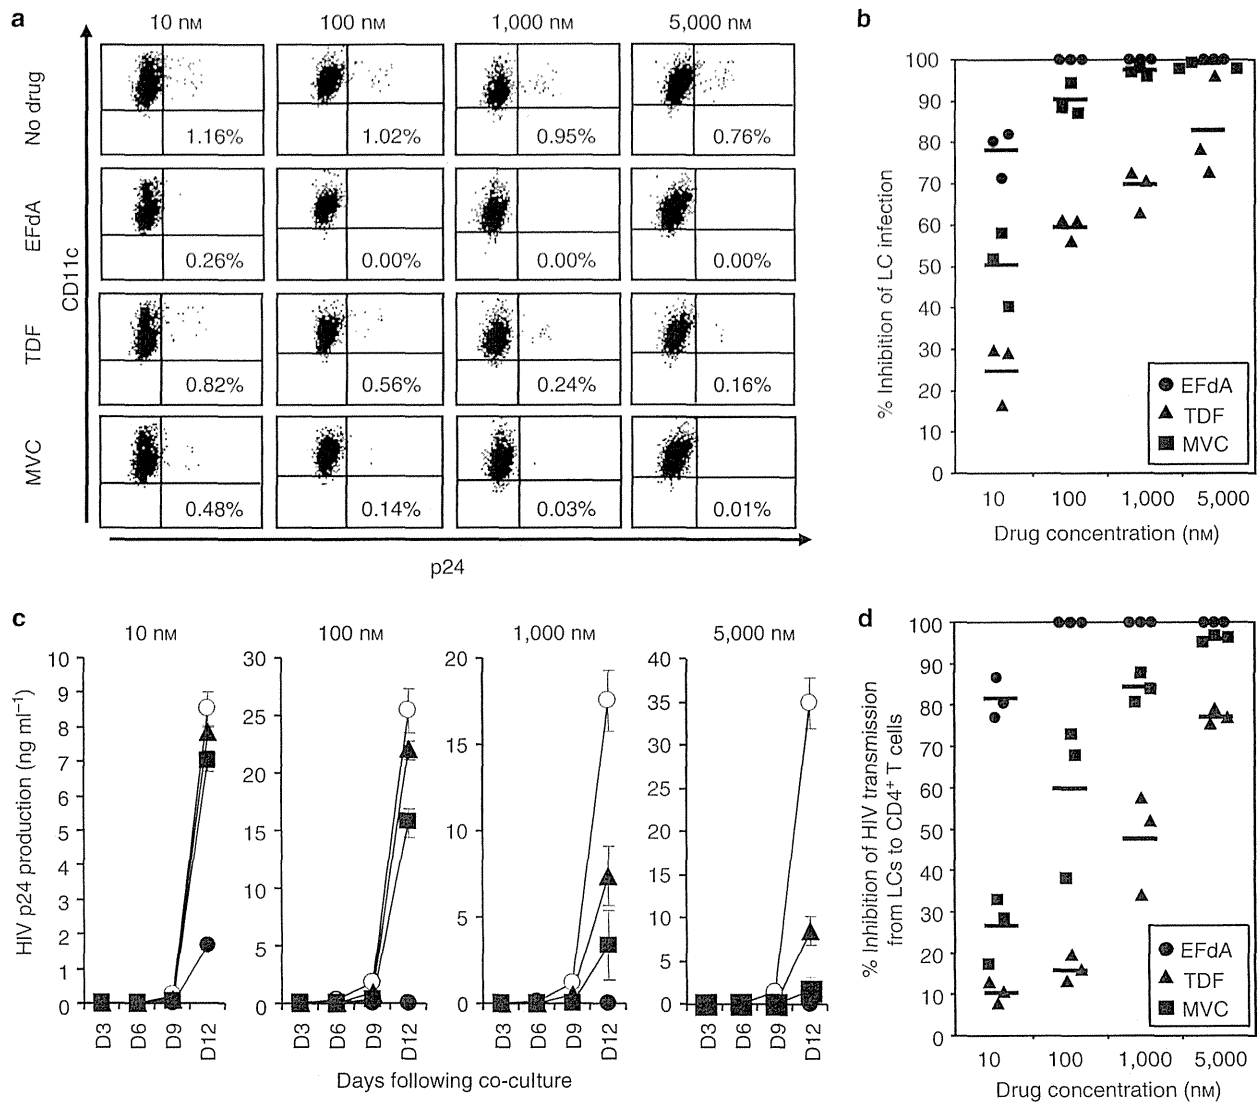 a
10 nM
100 nM
1,000 nM
5,000 nM
No drug
1.16%
1.02%
0.95%
0.76%
EFdA
0.26%
0.00%
0.00%
0.00%
TDF
0.82%
0.56%
0.24%
0.16%
MVC
0.48%
0.14%
0.03%
0.01%
CD11c
p24
b
% Inhibition of LC infection
100
90
80
70
60
50
40
30
20
10
0
EFdA
TDF
MVC
10
100
1,000
5,000
Drug concentration (nM)
c
10 nM
100 nM
1,000 nM
5,000 nM
HIV p24 production (ng ml⁻¹)
10
9
8
7
6
5
4
3
2
1
0
30
25
20
15
10
5
0
20
15
10
5
0
40
35
30
25
20
15
10
5
0
D3
D6
D9
D12
D3
D6
D9
D12
D3
D6
D9
D12
D3
D6
D9
D12
Days following co-culture
d
% Inhibition of HIV transmission
from LCs to CD4⁺ T cells
100
90
80
70
60
50
40
30
20
10
0
EFdA
TDF
MVC
10
100
1,000
5,000
Drug concentration (nM)